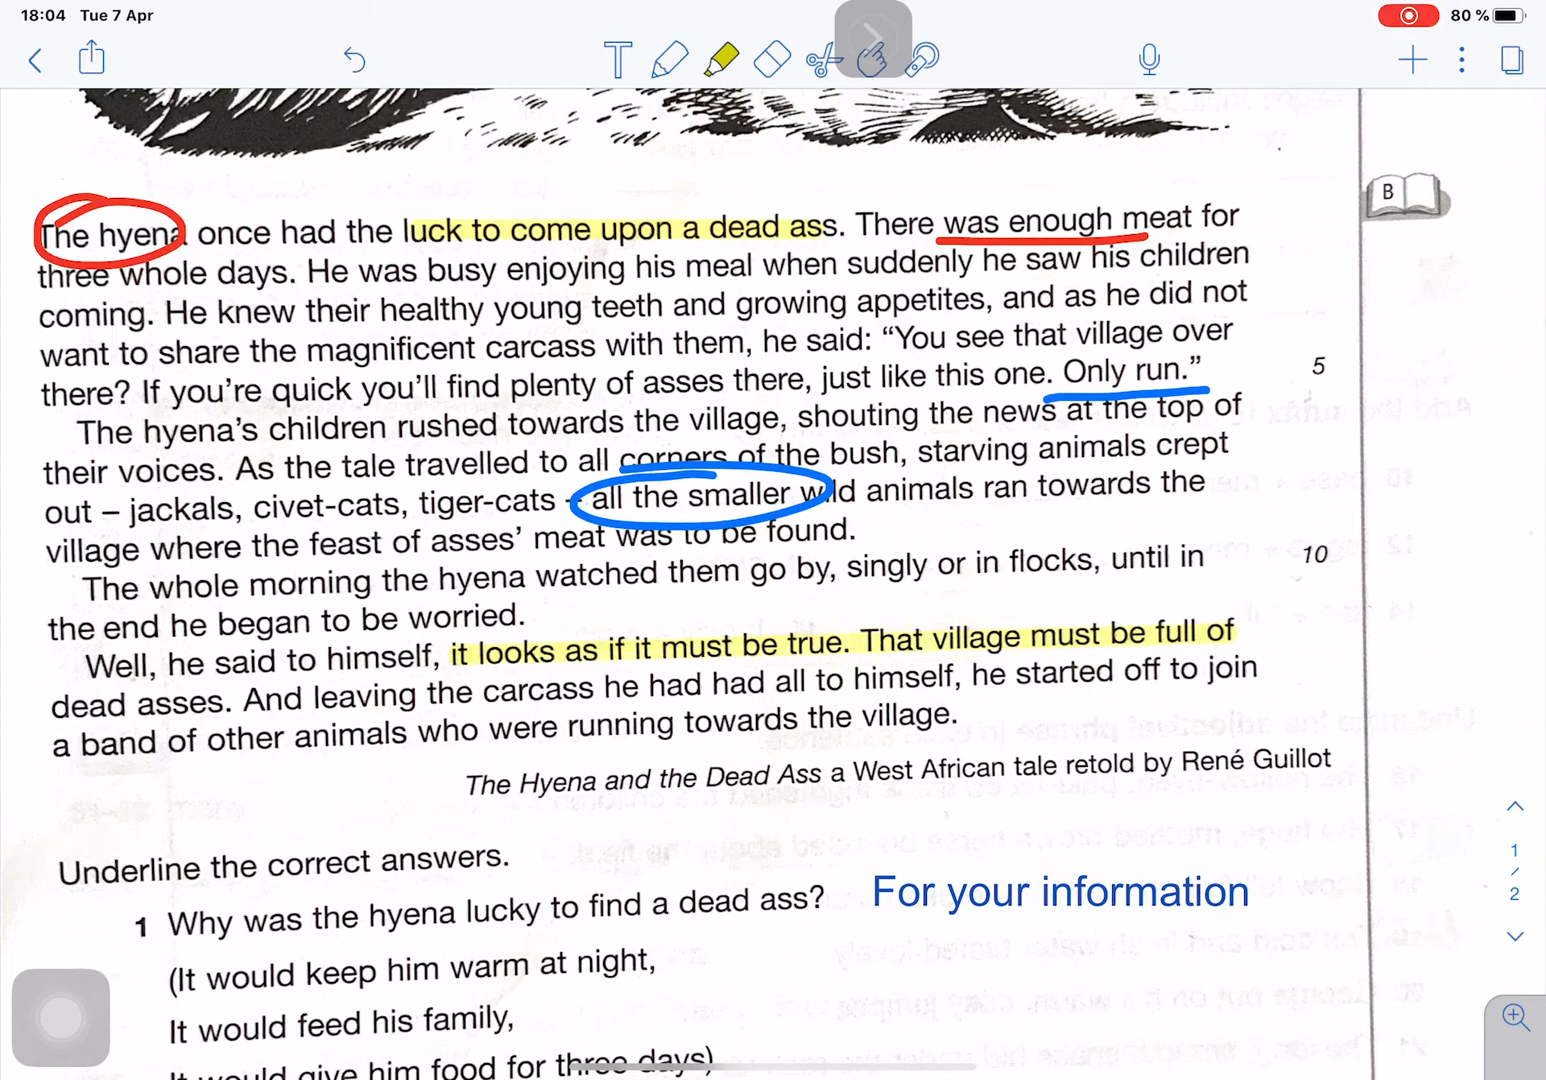 18:04 Tue 7 Apr
80 %
T
B
The hyena once had the luck to come upon a dead ass. There was enough meat for
three whole days. He was busy enjoying his meal when suddenly he saw his children
coming. He knew their healthy young teeth and growing appetites, and as he did not
want to share the magnificent carcass with them, he said: “You see that village over
there? If you’re quick you’ll find plenty of asses there, just like this one. Only run.” 5
The hyena’s children rushed towards the village, shouting the news at the top of
their voices. As the tale travelled to all corners of the bush, starving animals crept
out – jackals, civet-cats, tiger-cats – all the smaller wild animals ran towards the
village where the feast of asses’ meat was to be found.
The whole morning the hyena watched them go by, singly or in flocks, until in 10
the end he began to be worried.
Well, he said to himself, it looks as if it must be true. That village must be full of
dead asses. And leaving the carcass he had had all to himself, he started off to join
a band of other animals who were running towards the village.
The Hyena and the Dead Ass a West African tale retold by René Guillot
Underline the correct answers.
1 Why was the hyena lucky to find a dead ass?
For your information
(It would keep him warm at night,
It would feed his family,
It would give him food for three days)
1
/
2